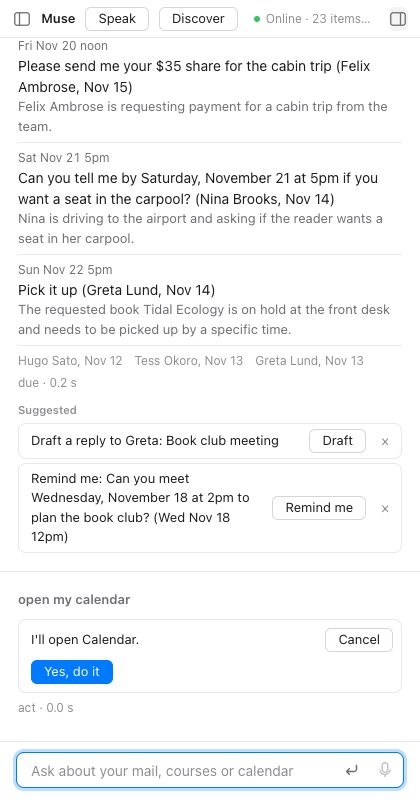 Muse
Speak
Discover
Online · 23 items...
Fri Nov 20 noon
Please send me your $35 share for the cabin trip (Felix
Ambrose, Nov 15)
Felix Ambrose is requesting payment for a cabin trip from the
team.
Sat Nov 21 5pm
Can you tell me by Saturday, November 21 at 5pm if you
want a seat in the carpool? (Nina Brooks, Nov 14)
Nina is driving to the airport and asking if the reader wants a
seat in her carpool.
Sun Nov 22 5pm
Pick it up (Greta Lund, Nov 14)
The requested book Tidal Ecology is on hold at the front desk
and needs to be picked up by a specific time.
Hugo Sato, Nov 12 Tess Okoro, Nov 13 Greta Lund, Nov 13
due · 0.2 s
Suggested
Draft a reply to Greta: Book club meeting
Draft
×
Remind me: Can you meet
Wednesday, November 18 at 2pm to
plan the book club? (Wed Nov 18
12pm)
Remind me
×
open my calendar
I'll open Calendar.
Cancel
Yes, do it
act · 0.0 s
Ask about your mail, courses or calendar